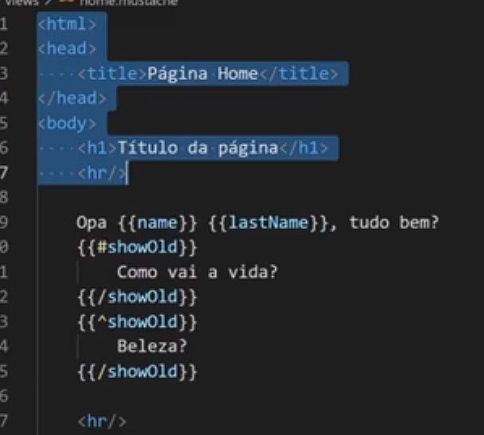 views > home.mustache
1 <html>
2 <head>
3 <title>Página Home</title>
4 </head>
5 <body>
6 <h1>Título da página</h1>
7 <hr/>
8
9 Opa {{name}} {{lastName}}, tudo bem?
0 {{#showOld}}
1 Como vai a vida?
2 {{/showOld}}
3 {{^showOld}}
4 Beleza?
5 {{/showOld}}
6
7 <hr/>